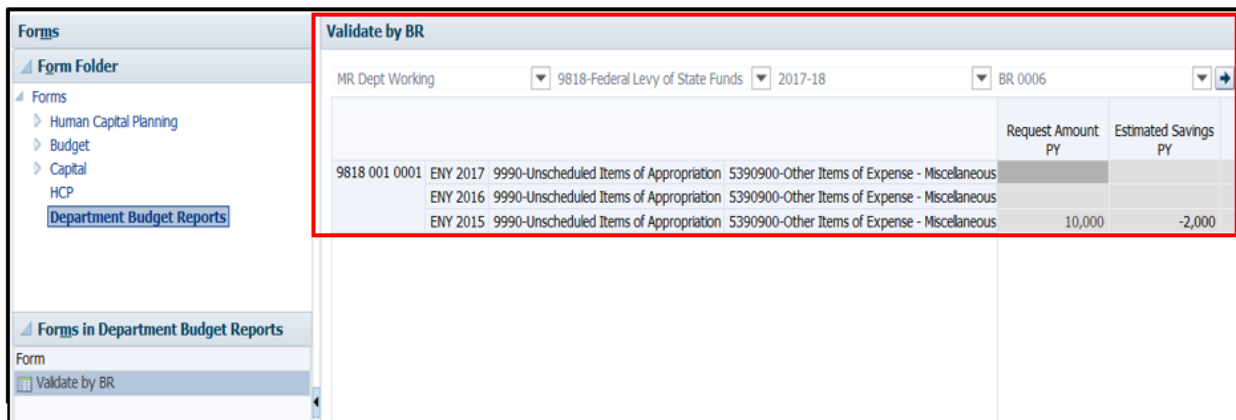 Forms
Form Folder
Forms
Human Capital Planning
Budget
Capital
HCP
Department Budget Reports
Forms in Department Budget Reports
Form
Validate by BR
Validate by BR
MR Dept Working 9818-Federal Levy of State Funds 2017-18 BR 0006
Request Amount PY Estimated Savings PY
9818 001 0001 ENY 2017 9990-Unscheduled Items of Appropriation 5390900-Other Items of Expense - Miscellaneous
ENY 2016 9990-Unscheduled Items of Appropriation 5390900-Other Items of Expense - Miscellaneous
ENY 2015 9990-Unscheduled Items of Appropriation 5390900-Other Items of Expense - Miscellaneous 10,000 -2,000